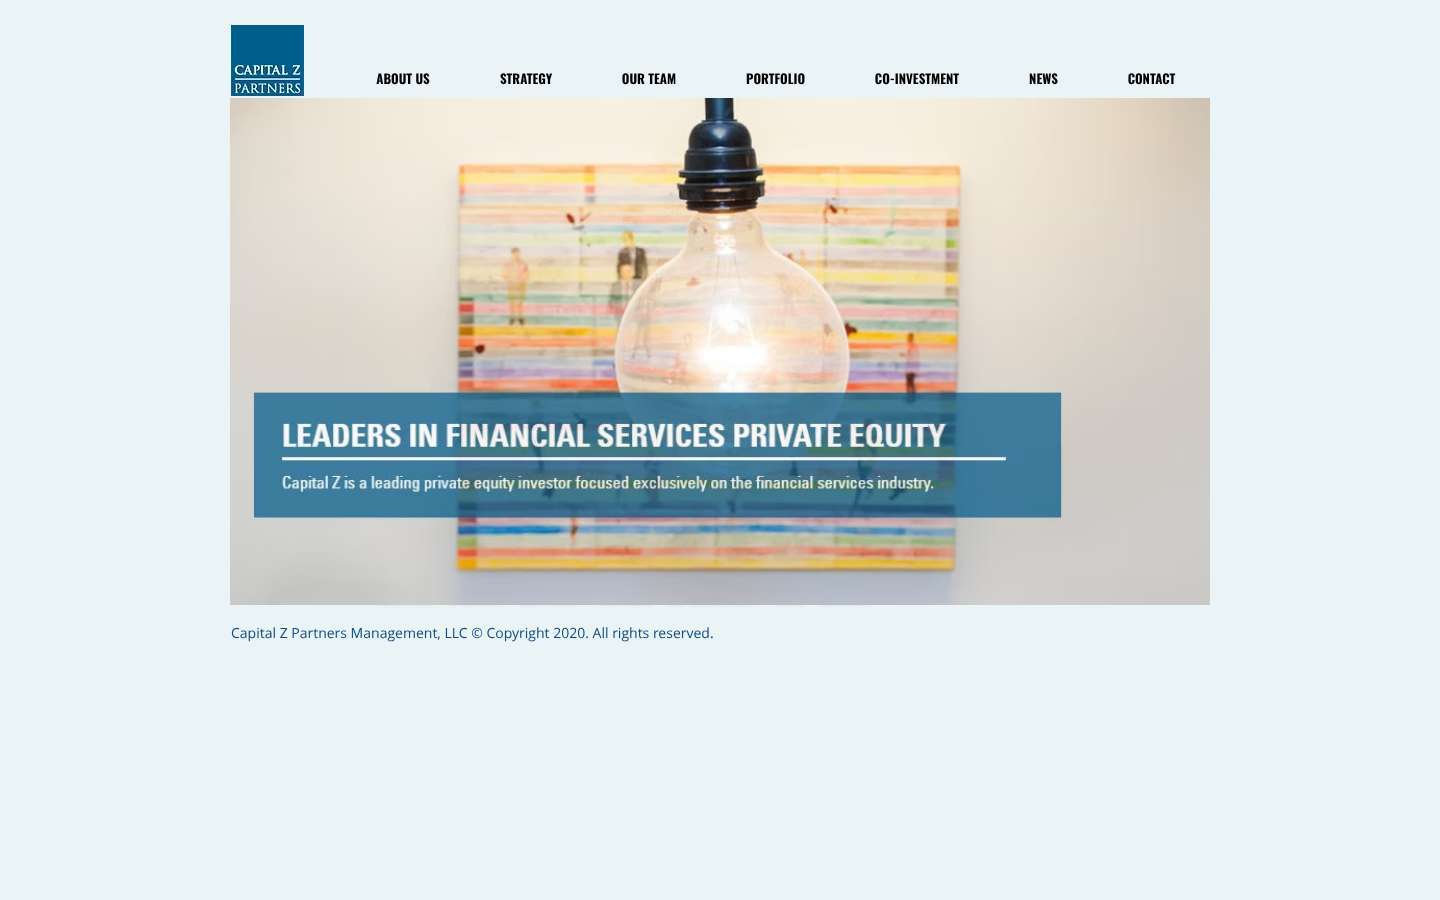 CAPITAL Z
PARTNERS
ABOUT US
STRATEGY
OUR TEAM
PORTFOLIO
CO-INVESTMENT
NEWS
CONTACT
LEADERS IN FINANCIAL SERVICES PRIVATE EQUITY
Capital Z is a leading private equity investor focused exclusively on the financial services industry.
Capital Z Partners Management, LLC © Copyright 2020. All rights reserved.